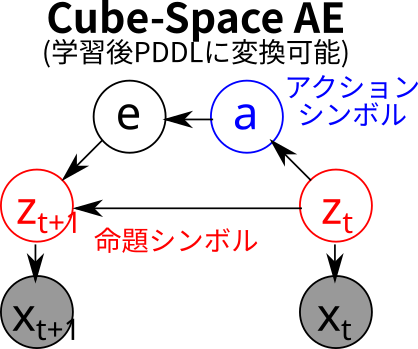 Cube-Space AE
(学習後PDDLに変換可能)
アクション
シンボル
e
a
z_{t+1}
z_t
命題シンボル
x_{t+1}
x_t